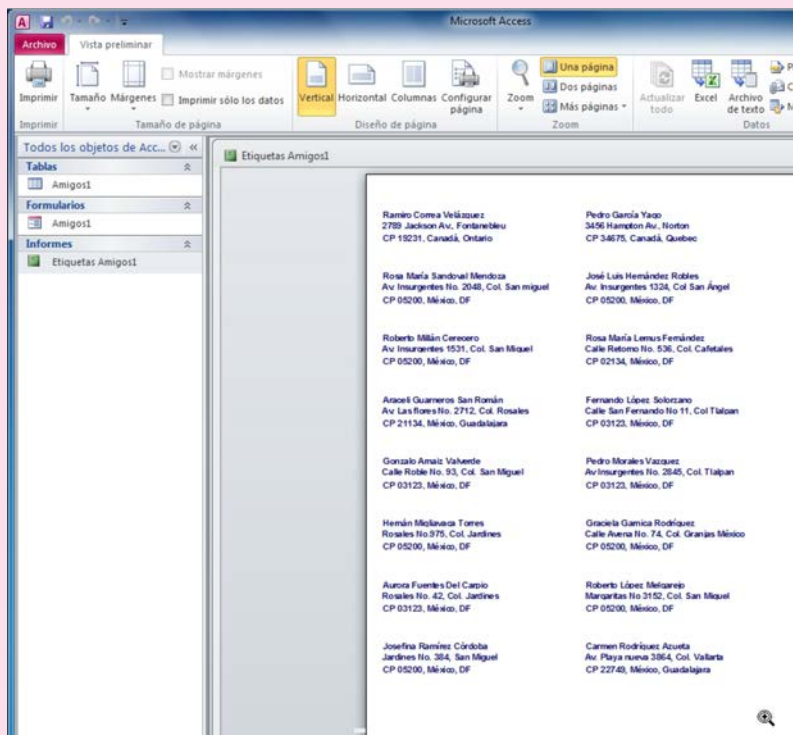 Microsoft Access
Archivo
Vista preliminar
Imprimir
Tamaño
Márgenes
Mostrar márgenes
Imprimir sólo los datos
Vertical
Horizontal
Columnas
Configurar página
Zoom
Una página
Dos páginas
Más páginas
Actualizar todo
Excel
Archivo de texto
Imprimir
Tamaño de página
Diseño de página
Zoom
Datos
Todos los objetos de Acc...
Tablas
Amigos1
Formularios
Amigos1
Informes
Etiquetas Amigos1
Etiquetas Amigos1
Ramiro Correa Velázquez
2789 Jackson Av., Fontanebleu
CP 19231, Canadá, Ontario
Pedro García Yago
3456 Hampton Av., Norton
CP 34675, Canadá, Quebec
Rosa María Sandoval Mendoza
Av. Insurgentes No. 2048, Col. San miguel
CP 05200, México, DF
José Luis Hernández Robles
Av. Insurgentes 1324, Col San Ángel
CP 05200, México, DF
Roberto Millán Cerecero
Av. Insurgentes 1531, Col. San Miguel
CP 05200, México, DF
Rosa María Lemus Fernández
Calle Retorno No. 536, Col. Cafetales
CP 02134, México, DF
Araceli Guarneros San Román
Av. Las flores No. 2712, Col. Rosales
CP 21134, México, Guadalajara
Fernando López Solorzano
Calle San Fernando No 11, Col Tlalpan
CP 03123, México, DF
Gonzalo Arnaiz Valverde
Calle Roble No. 93, Col. San Miguel
CP 03123, México, DF
Pedro Morales Vazquez
Av Insurgentes No. 2845, Col. Tlalpan
CP 03123, México, DF
Hernán Migliavaca Torres
Rosales No.975, Col. Jardines
CP 05200, México, DF
Graciela Garnica Rodríguez
Calle Avena No. 74, Col. Granjas México
CP 05200, México, DF
Aurora Fuentes Del Carpio
Rosales No. 42, Col. Jardines
CP 03123, México, DF
Roberto López Melgarejo
Margaritas No 3152, Col. San Miguel
CP 05200, México, DF
Josefina Ramírez Córdoba
Jardines No. 384, San Miguel
CP 05200, México, DF
Carmen Rodríguez Azueta
Av. Playa nueva 3864, Col. Vallarta
CP 22749, México, Guadalajara